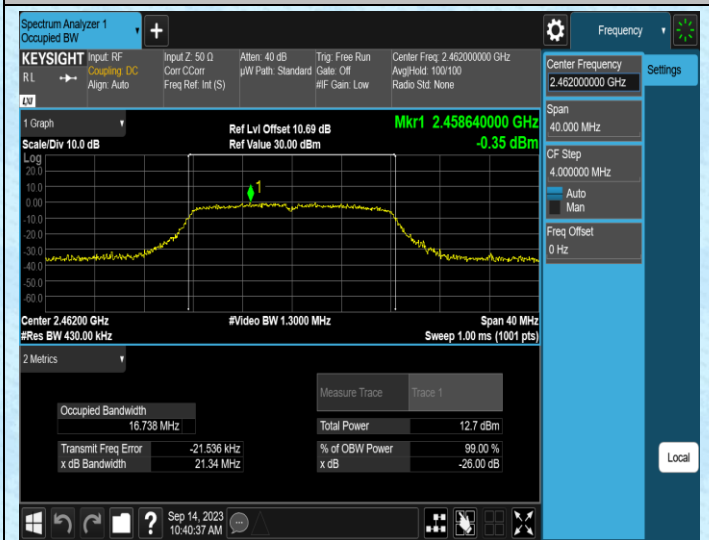 Spectrum Analyzer 1
Occupied BW
Frequency
KEYSIGHT
R L
LXI
Input: RF
Coupling: DC
Align: Auto
Input Z: 50 Ω
Corr CCorr
Freq Ref: Int (S)
Atten: 40 dB
µW Path: Standard
Trig: Free Run
Gate: Off
#IF Gain: Low
Center Freq: 2.462000000 GHz
Avg|Hold: 100/100
Radio Std: None
Center Frequency
2.462000000 GHz
Settings
Span
40.000 MHz
CF Step
4.000000 MHz
Auto
Man
Freq Offset
0 Hz
Local
1 Graph
Scale/Div 10.0 dB
Ref Lvl Offset 10.69 dB
Ref Value 30.00 dBm
Mkr1 2.458640000 GHz
-0.35 dBm
Log
20.0
10.0
0.00
-10.0
-20.0
-30.0
-40.0
-50.0
-60.0
1
Center 2.46200 GHz
#Res BW 430.00 kHz
#Video BW 1.3000 MHz
Span 40 MHz
Sweep 1.00 ms (1001 pts)
2 Metrics
Measure Trace
Trace 1
Occupied Bandwidth
16.738 MHz
Total Power
12.7 dBm
Transmit Freq Error
-21.536 kHz
% of OBW Power
99.00 %
x dB Bandwidth
21.34 MHz
x dB
-26.00 dB
?
Sep 14, 2023
10:40:37 AM